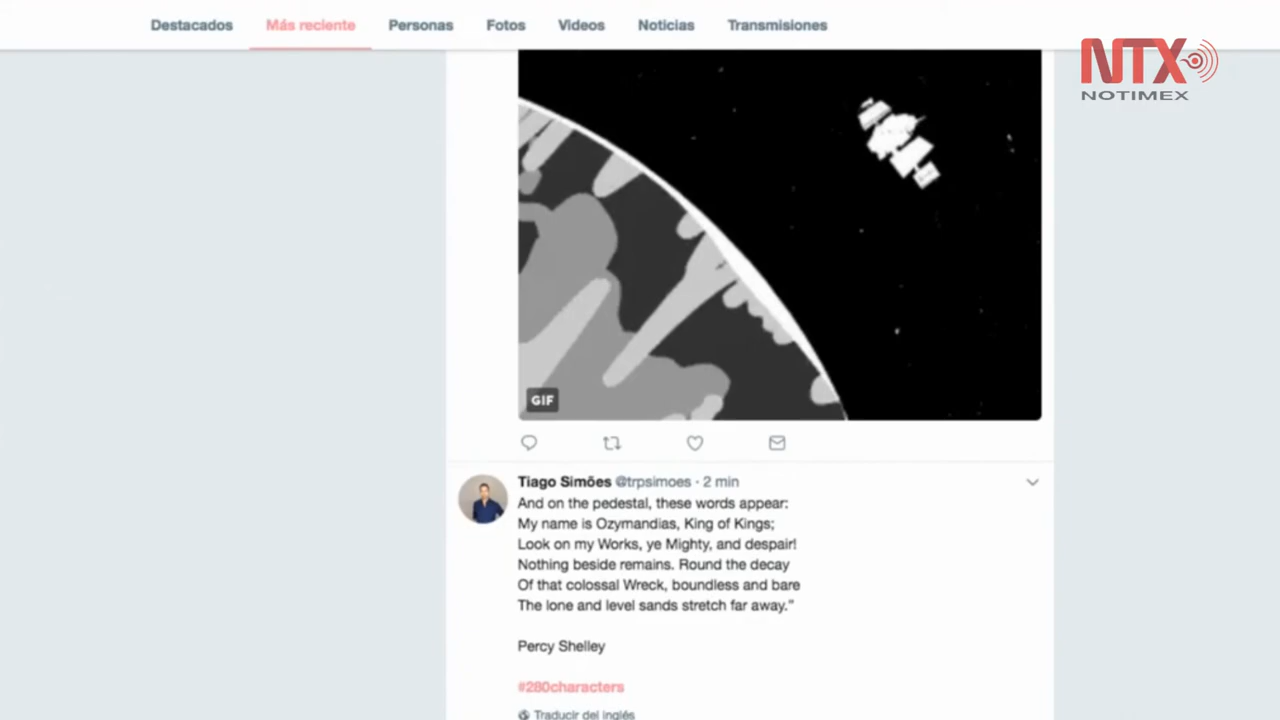 Destacados Más reciente Personas Fotos Videos Noticias Transmisiones
NTX
NOTIMEX
GIF
Tiago Simões @trpsimoes · 2 min
And on the pedestal, these words appear:
My name is Ozymandias, King of Kings;
Look on my Works, ye Mighty, and despair!
Nothing beside remains. Round the decay
Of that colossal Wreck, boundless and bare
The lone and level sands stretch far away.”
Percy Shelley
#280characters
Traducir del inglés